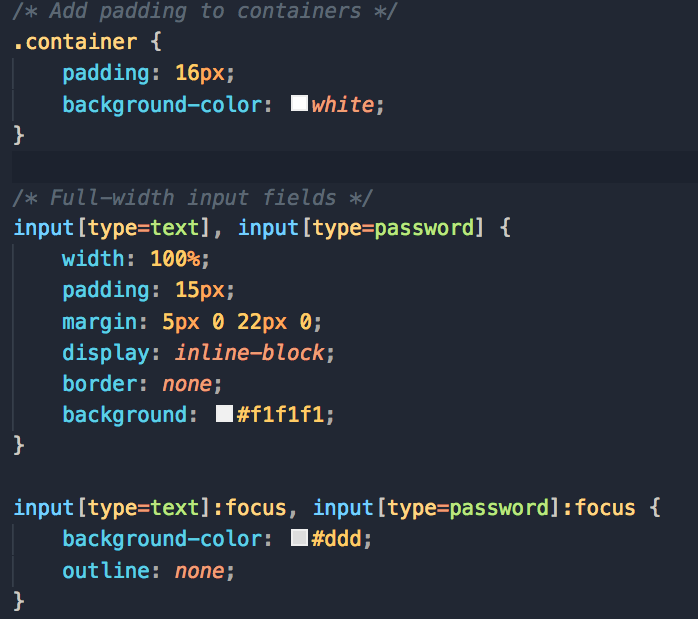 /* Add padding to containers */
.container {
    padding: 16px;
    background-color: white;
}

/* Full-width input fields */
input[type=text], input[type=password] {
    width: 100%;
    padding: 15px;
    margin: 5px 0 22px 0;
    display: inline-block;
    border: none;
    background: #f1f1f1;
}

input[type=text]:focus, input[type=password]:focus {
    background-color: #ddd;
    outline: none;
}